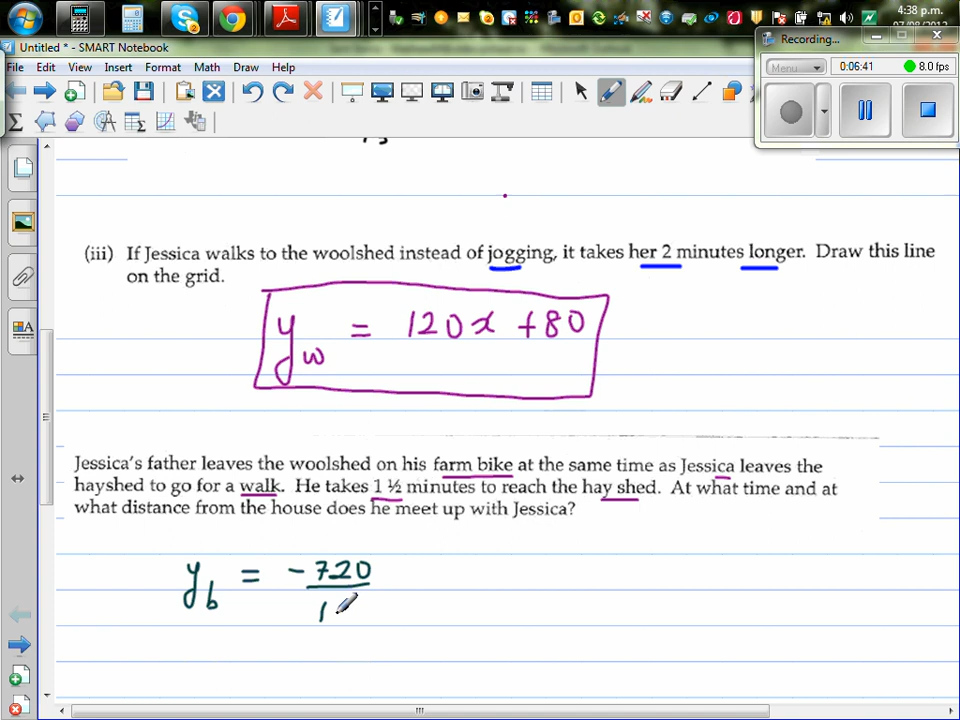 4:38 p.m.
Untitled * - SMART Notebook
Recording...
File Edit View Insert Format Math Draw Help
Menu
0:06:41
8.0 fps
(iii) If Jessica walks to the woolshed instead of jogging, it takes her 2 minutes longer. Draw this line
on the grid.
y_w = 120x + 80
Jessica's father leaves the woolshed on his farm bike at the same time as Jessica leaves the
hayshed to go for a walk. He takes 1 ½ minutes to reach the hay shed. At what time and at
what distance from the house does he meet up with Jessica?
y_b = -720
1